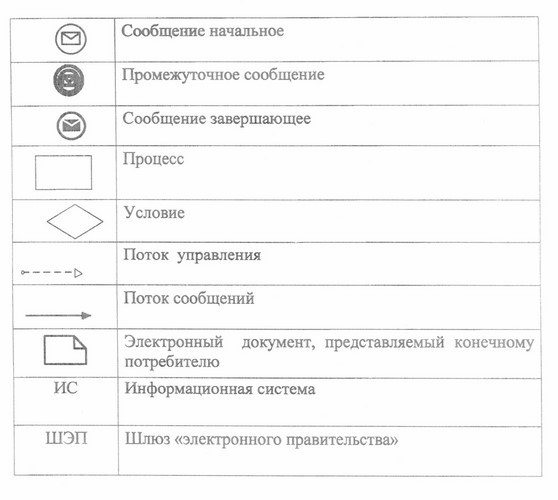 Сообщение начальное
Промежуточное сообщение
Сообщение завершающее
Процесс
Условие
Поток управления
Поток сообщений
Электронный документ, представляемый конечному
потребителю
ИС Информационная система
ШЭП Шлюз «электронного правительства»